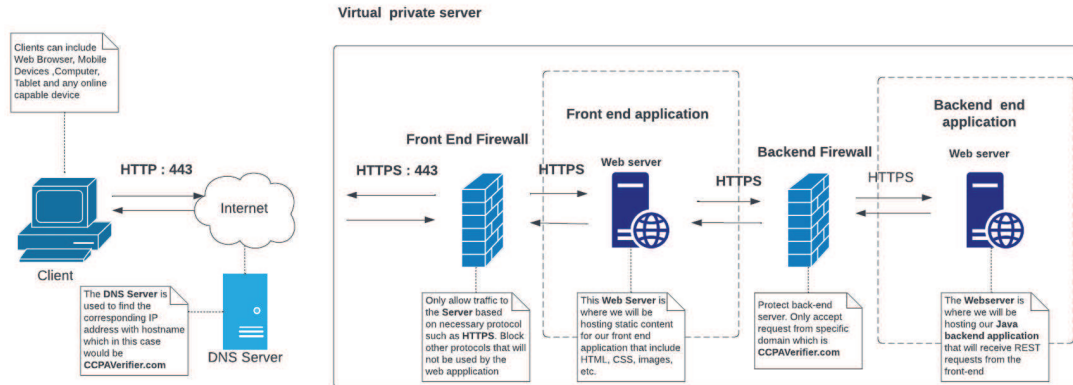 Virtual private server
Clients can include
Web Browser, Mobile
Devices ,Computer,
Tablet and any online
capable device
HTTP : 443
Internet
Client
The DNS Server is
used to find the
corresponding IP
address with hostname
which in this case
would be
CCPAVerifier.com
DNS Server
HTTPS : 443
Front End Firewall
Only allow traffic to
the Server based
on necessary protocol
such as HTTPS. Block
other protocols that will
not be used by the
web appplication
HTTPS
Front end application
Web server
This Web Server is
where we will be
hosting static content
for our front end
application that include
HTML, CSS, images,
etc.
HTTPS
Backend Firewall
Protect back-end
server. Only accept
request from specific
domain which is
CCPAVerifier.com
HTTPS
Backend end
application
Web server
The Webserver is
where we will be
hosting our Java
backend application
that will receive REST
requests from the
front-end